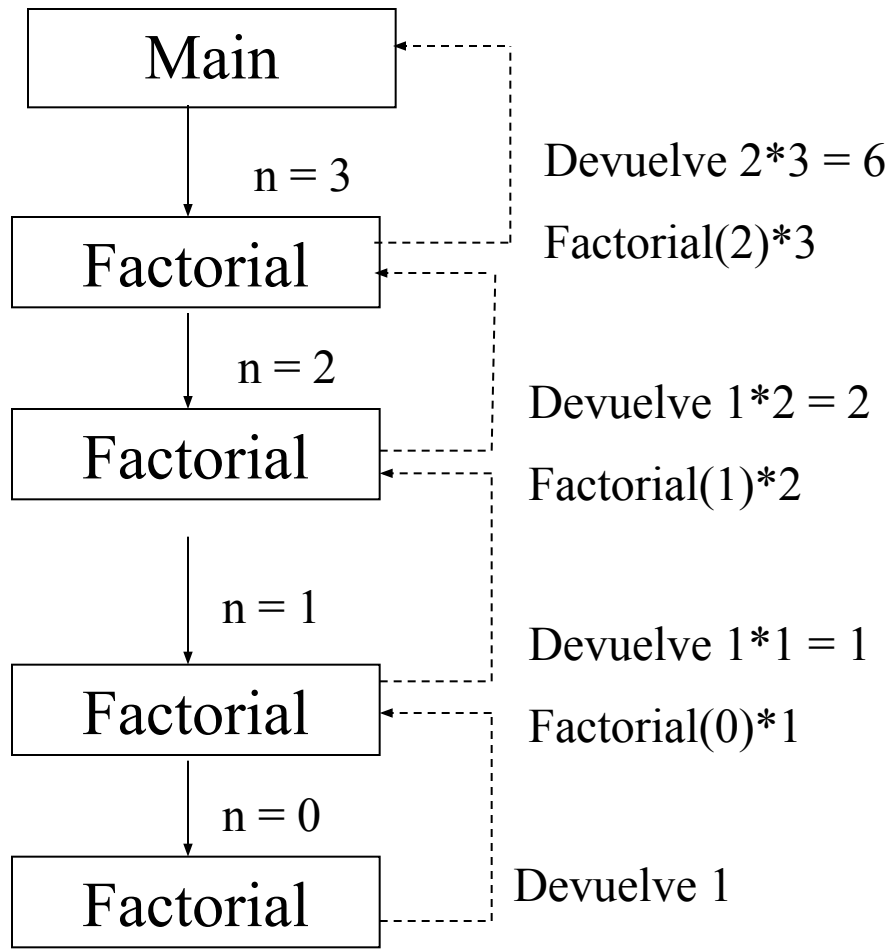 Main
n = 3
Devuelve 2*3 = 6
Factorial
Factorial(2)*3
n = 2
Devuelve 1*2 = 2
Factorial
Factorial(1)*2
n = 1
Devuelve 1*1 = 1
Factorial
Factorial(0)*1
n = 0
Factorial
Devuelve 1